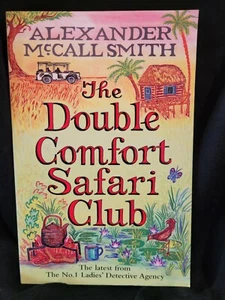 ALEXANDER
McCALL SMITH
The
Double
Comfort
Safari
Club
The latest from
The No.1 Ladies' Detective Agency